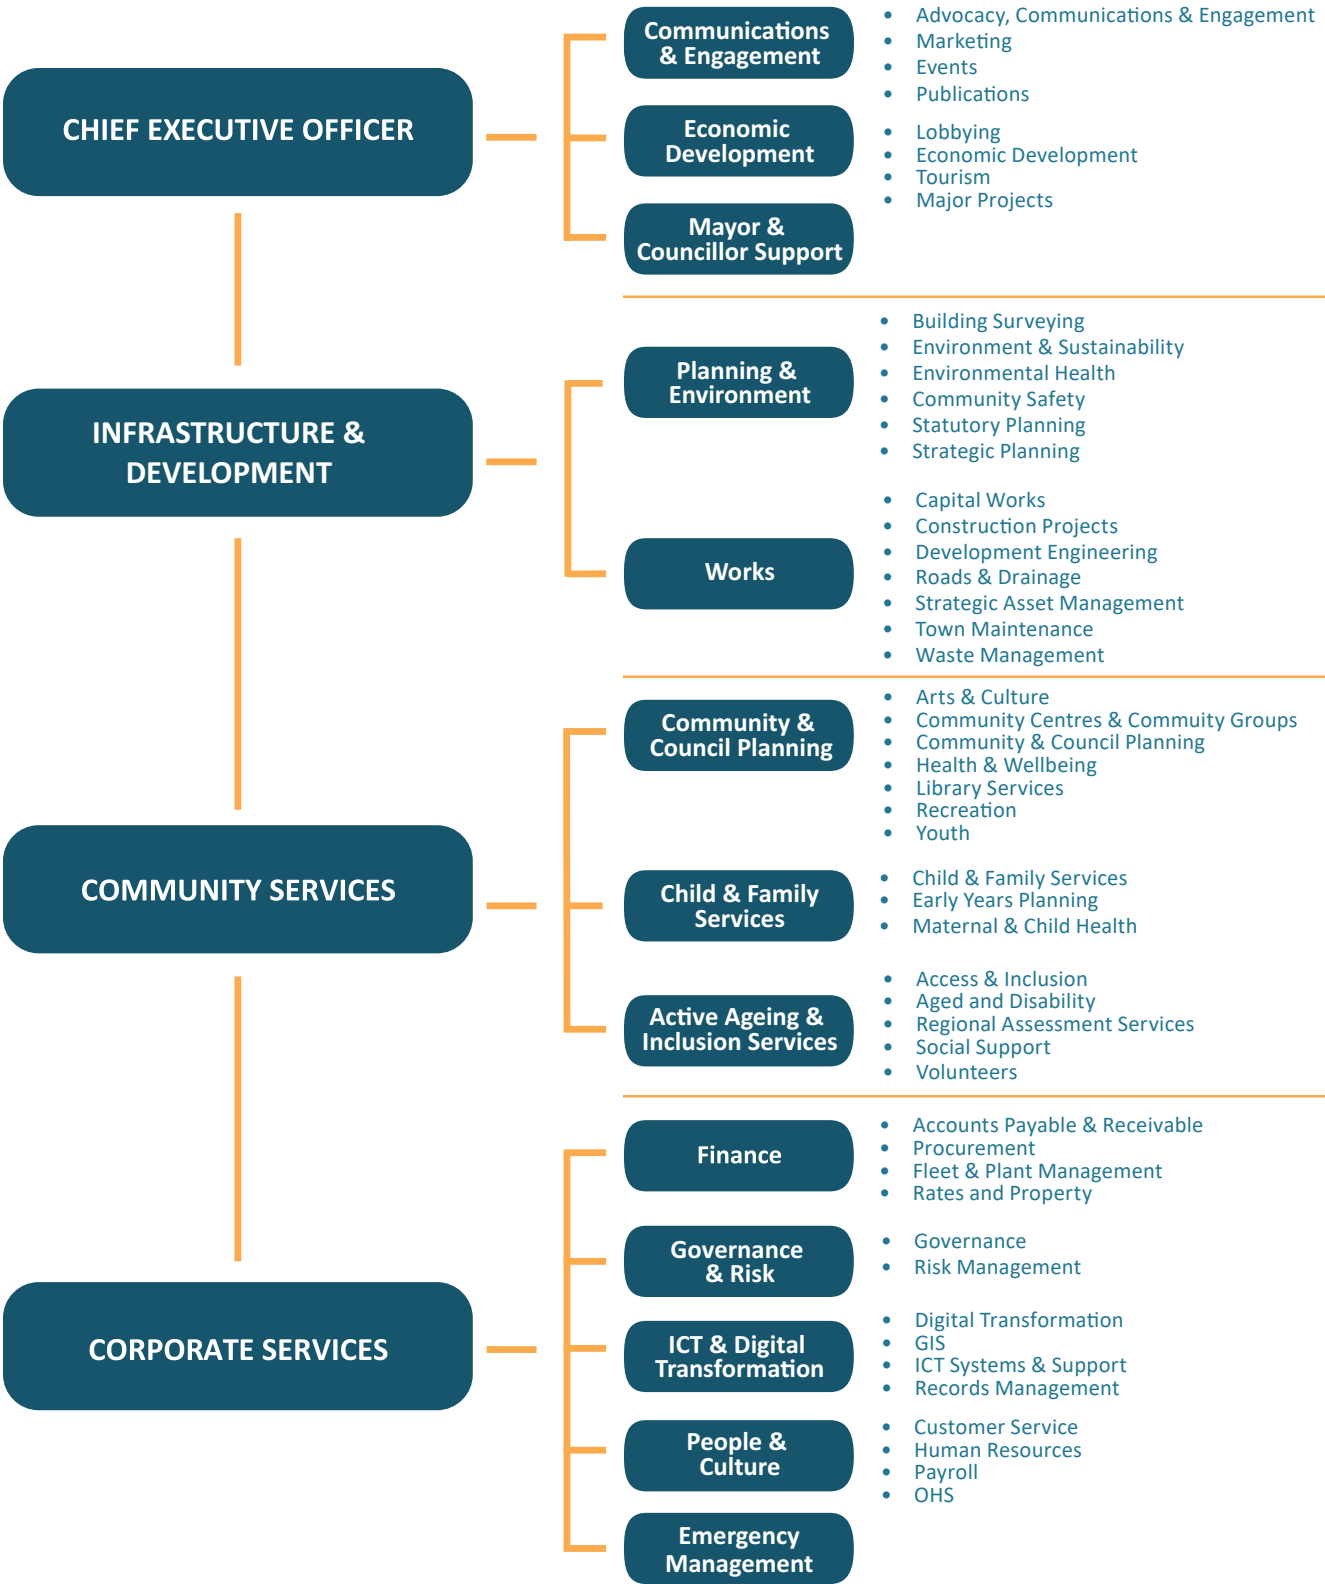 CHIEF EXECUTIVE OFFICER
Communications
& Engagement
• Advocacy, Communications & Engagement
• Marketing
• Events
• Publications
Economic
Development
• Lobbying
• Economic Development
• Tourism
• Major Projects
Mayor &
Councillor Support
INFRASTRUCTURE &
DEVELOPMENT
Planning &
Environment
• Building Surveying
• Environment & Sustainability
• Environmental Health
• Community Safety
• Statutory Planning
• Strategic Planning
Works
• Capital Works
• Construction Projects
• Development Engineering
• Roads & Drainage
• Strategic Asset Management
• Town Maintenance
• Waste Management
COMMUNITY SERVICES
Community &
Council Planning
• Arts & Culture
• Community Centres & Commuity Groups
• Community & Council Planning
• Health & Wellbeing
• Library Services
• Recreation
• Youth
Child & Family
Services
• Child & Family Services
• Early Years Planning
• Maternal & Child Health
Active Ageing &
Inclusion Services
• Access & Inclusion
• Aged and Disability
• Regional Assessment Services
• Social Support
• Volunteers
CORPORATE SERVICES
Finance
• Accounts Payable & Receivable
• Procurement
• Fleet & Plant Management
• Rates and Property
Governance
& Risk
• Governance
• Risk Management
ICT & Digital
Transformation
• Digital Transformation
• GIS
• ICT Systems & Support
• Records Management
People &
Culture
• Customer Service
• Human Resources
• Payroll
• OHS
Emergency
Management